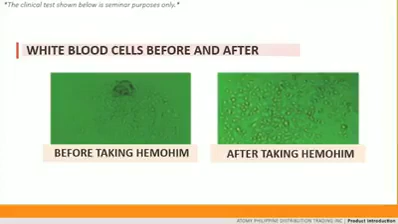 *The clinical test shown below is seminar purposes only.*
WHITE BLOOD CELLS BEFORE AND AFTER
BEFORE TAKING HEMOHIM
AFTER TAKING HEMOHIM
ATOMY PHILIPPINE DISTRIBUTION TRADING INC | Product Introduction